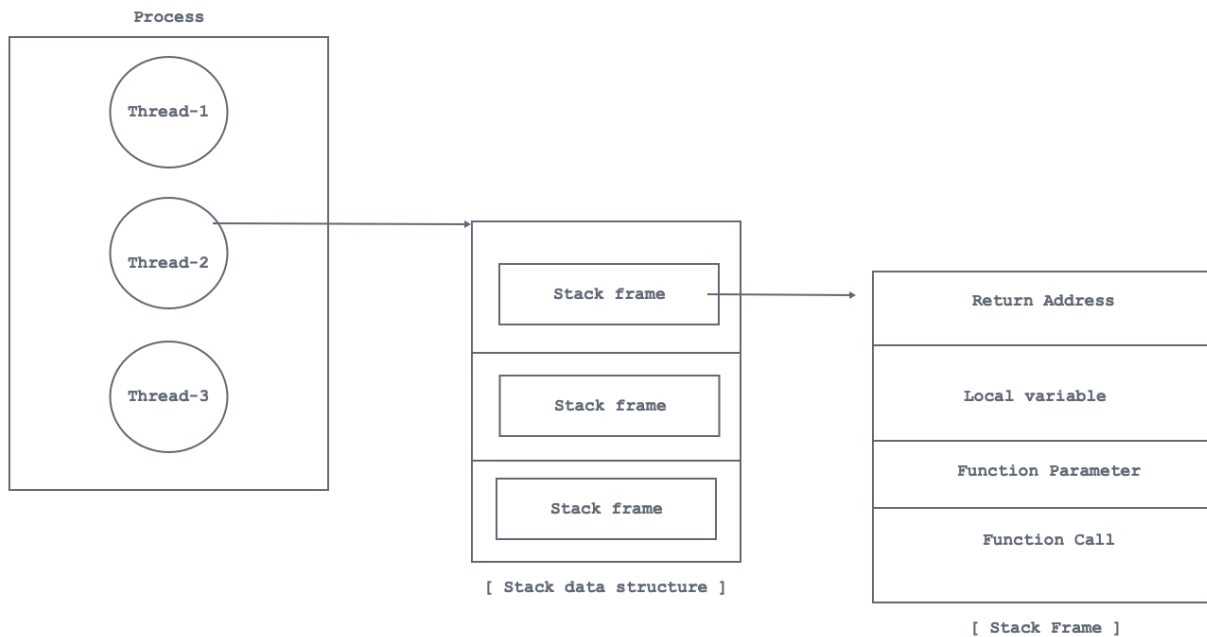 Process
Thread-1
Thread-2
Thread-3
Stack frame
Stack frame
Stack frame
[ Stack data structure ]
Return Address
Local variable
Function Parameter
Function Call
[ Stack Frame ]